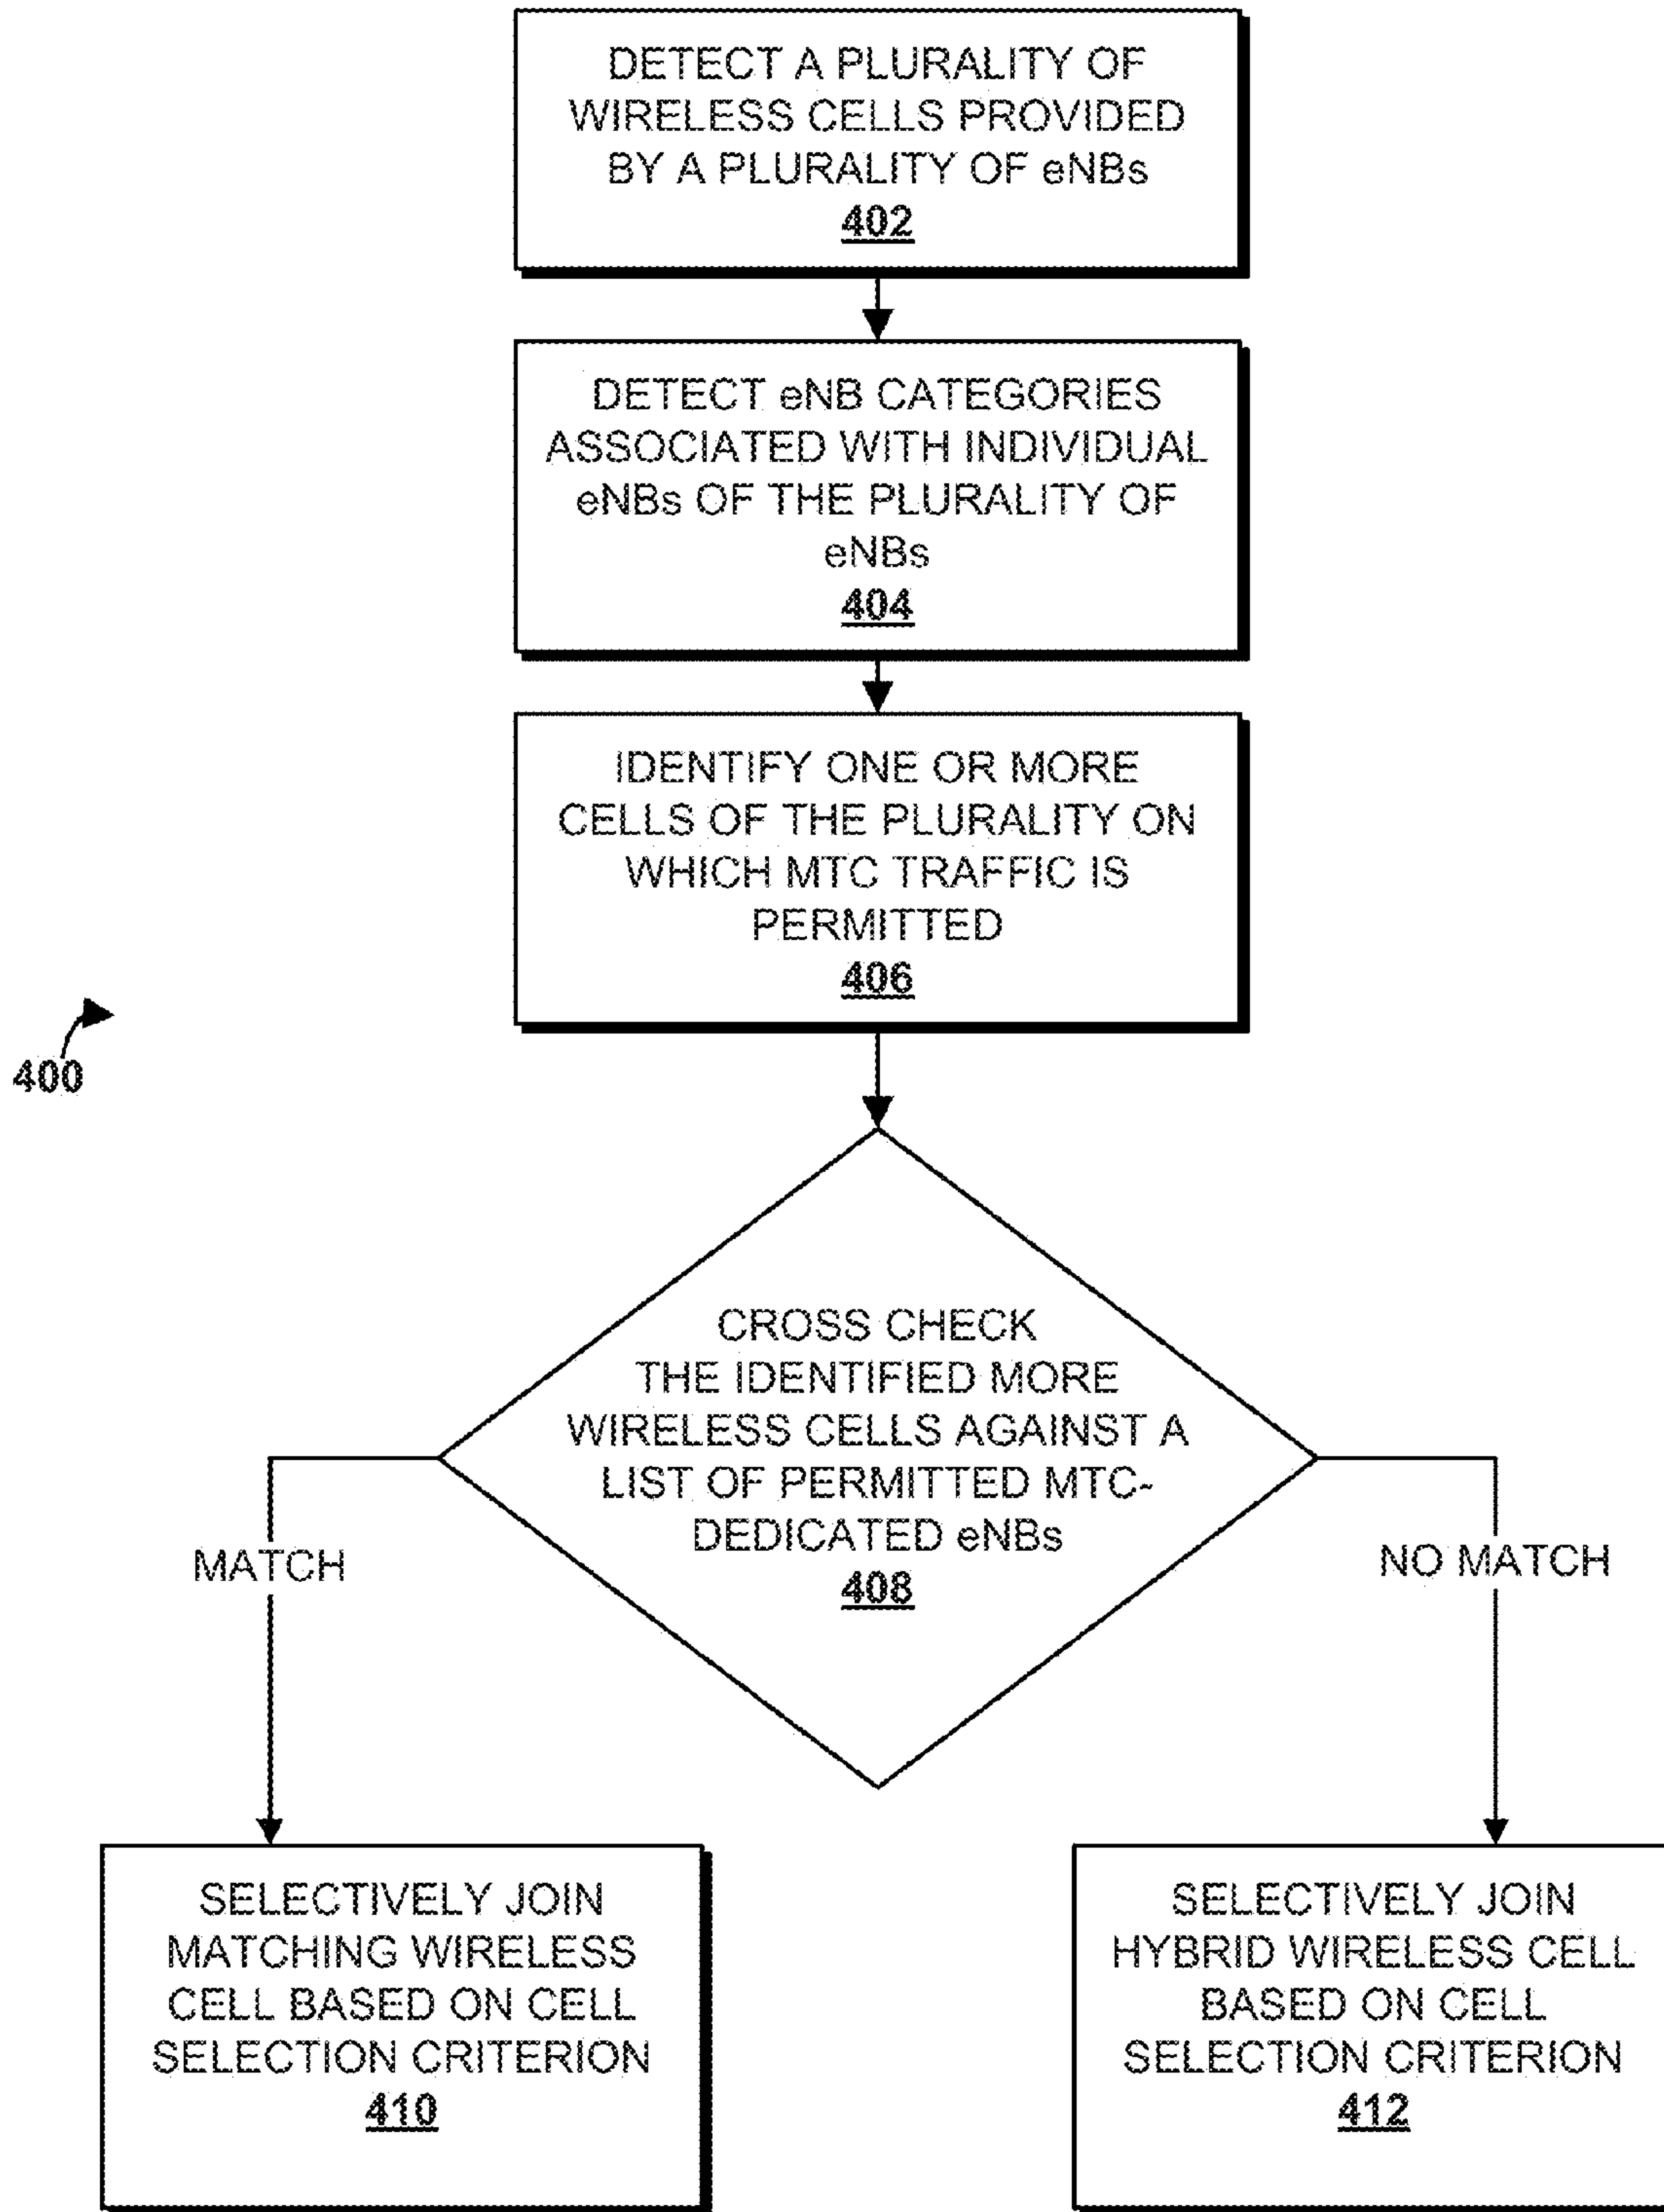 DETECT A PLURALITY OF
WIRELESS CELLS PROVIDED
BY A PLURALITY OF eNBs
402
DETECT eNB CATEGORIES
ASSOCIATED WITH INDIVIDUAL
eNBs OF THE PLURALITY OF
eNBs
404
IDENTIFY ONE OR MORE
CELLS OF THE PLURALITY ON
WHICH MTC TRAFFIC IS
PERMITTED
406
400
CROSS CHECK
THE IDENTIFIED MORE
WIRELESS CELLS AGAINST A
LIST OF PERMITTED MTC-
DEDICATED eNBs
408
MATCH
NO MATCH
SELECTIVELY JOIN
MATCHING WIRELESS
CELL BASED ON CELL
SELECTION CRITERION
410
SELECTIVELY JOIN
HYBRID WIRELESS CELL
BASED ON CELL
SELECTION CRITERION
412